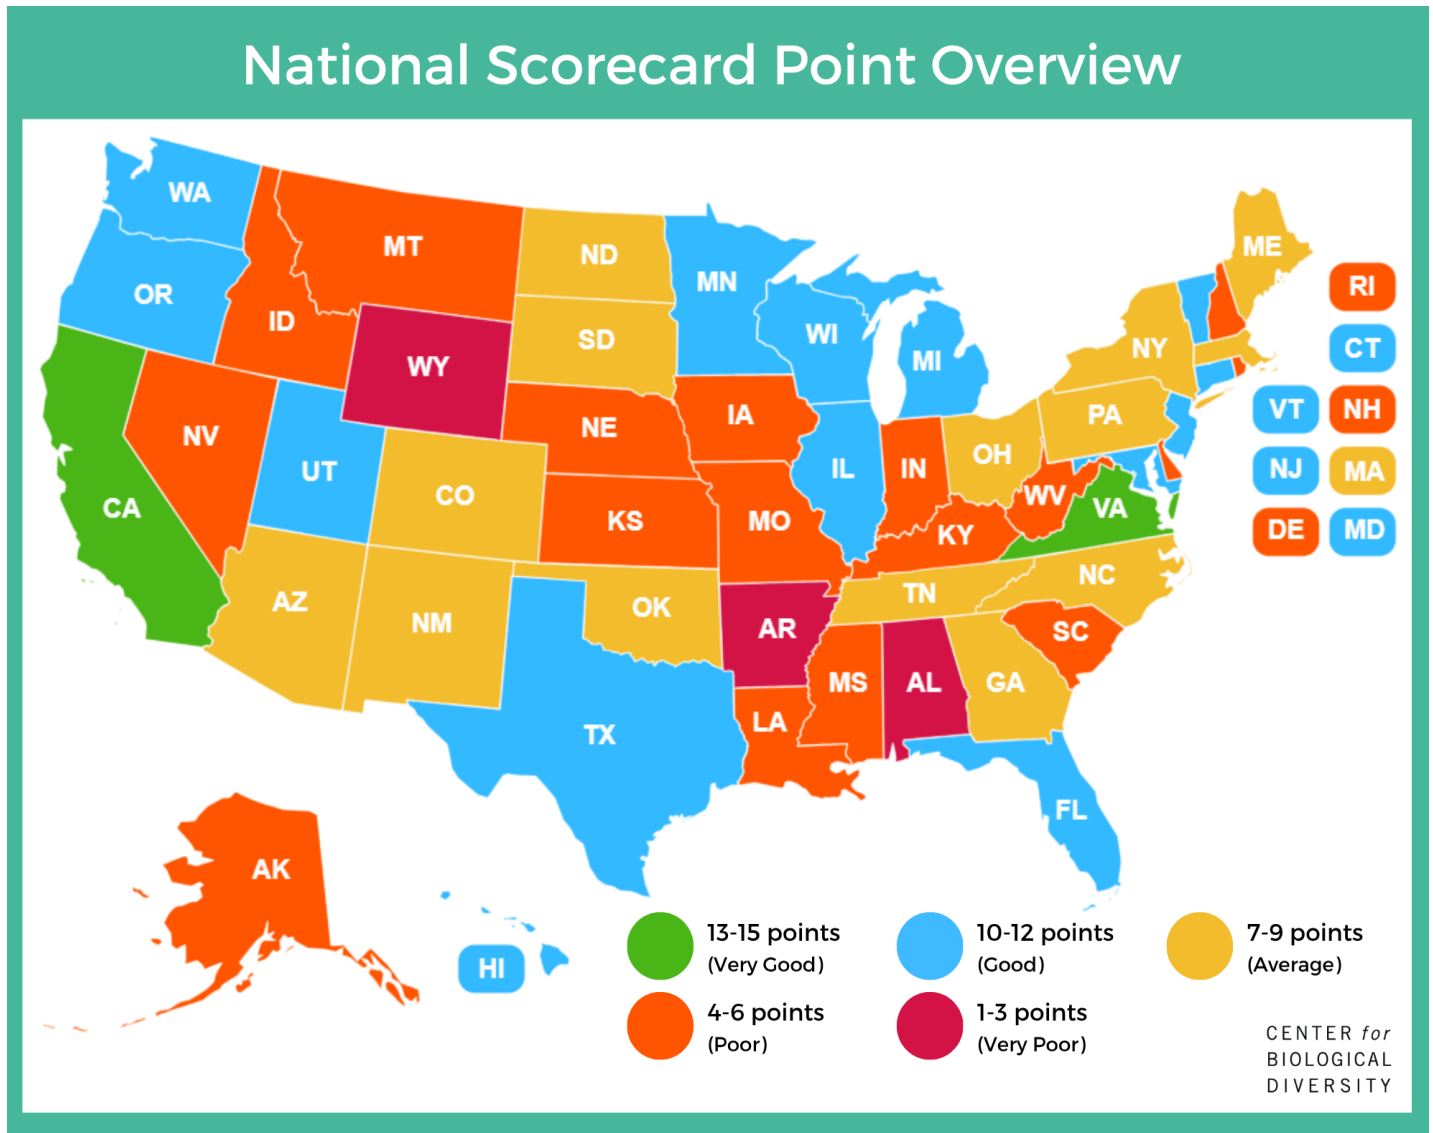 National Scorecard Point Overview
WA
MT
ND
MN
ME
OR
ID
SD
WI
MI
NY
RI
WY
CT
NV
NE
IA
PA
VT
NH
UT
CO
IL
IN
OH
WV
NJ
MA
CA
KS
MO
KY
VA
DE
MD
AZ
NM
OK
TN
NC
AR
SC
TX
LA
MS
AL
GA
FL
AK
HI
13-15 points
(Very Good)
10-12 points
(Good)
7-9 points
(Average)
4-6 points
(Poor)
1-3 points
(Very Poor)
CENTER for
BIOLOGICAL
DIVERSITY